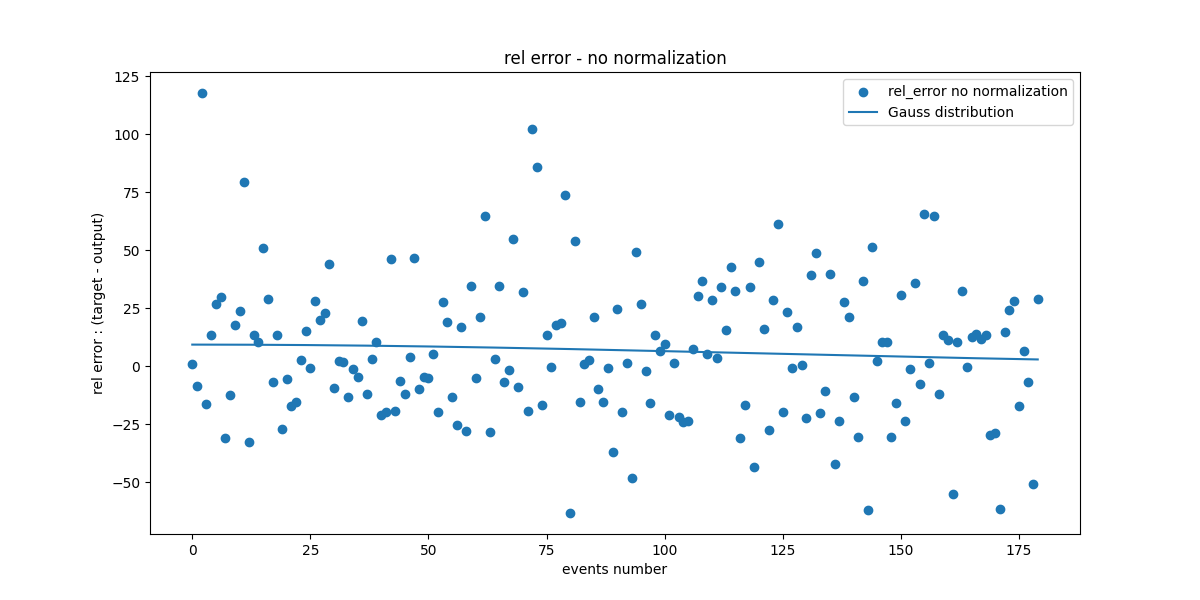 rel error - no normalization
125
100
75
50
25
0
−25
−50
rel error : (target - output)
rel_error no normalization
Gauss distribution
0 25 50 75 100 125 150 175
events number